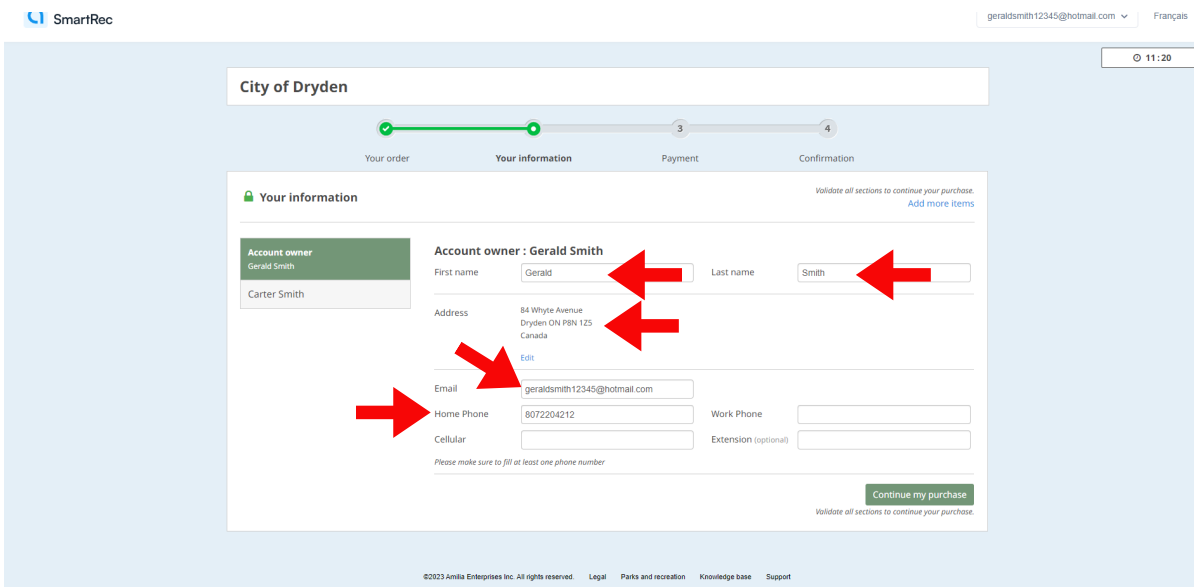 SmartRec
geraldsmith12345@hotmail.com
Français
11:20
City of Dryden
3
4
Your order
Your information
Payment
Confirmation
Your information
Validate all sections to continue your purchase.
Add more items
Account owner
Gerald Smith
Carter Smith
Account owner : Gerald Smith
First name
Gerald
Last name
Smith
Address
84 Whyte Avenue
Dryden ON P8N 1Z5
Canada
Edit
Email
geraldsmith12345@hotmail.com
Home Phone
8072204212
Work Phone
Cellular
Extension (optional)
Please make sure to fill at least one phone number
Continue my purchase
Validate all sections to continue your purchase.
©2023 Amilia Enterprises Inc. All rights reserved. Legal Parks and recreation Knowledge base Support